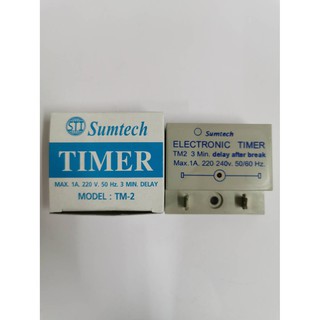 STI Sumtech
TIMER
MAX. 1A. 220 V. 50 Hz. 3 MIN. DELAY
MODEL : TM-2
Sumtech
ELECTRONIC TIMER
TM2 3 Min. delay after break
Max.1A, 220 240v. 50/60 Hz.